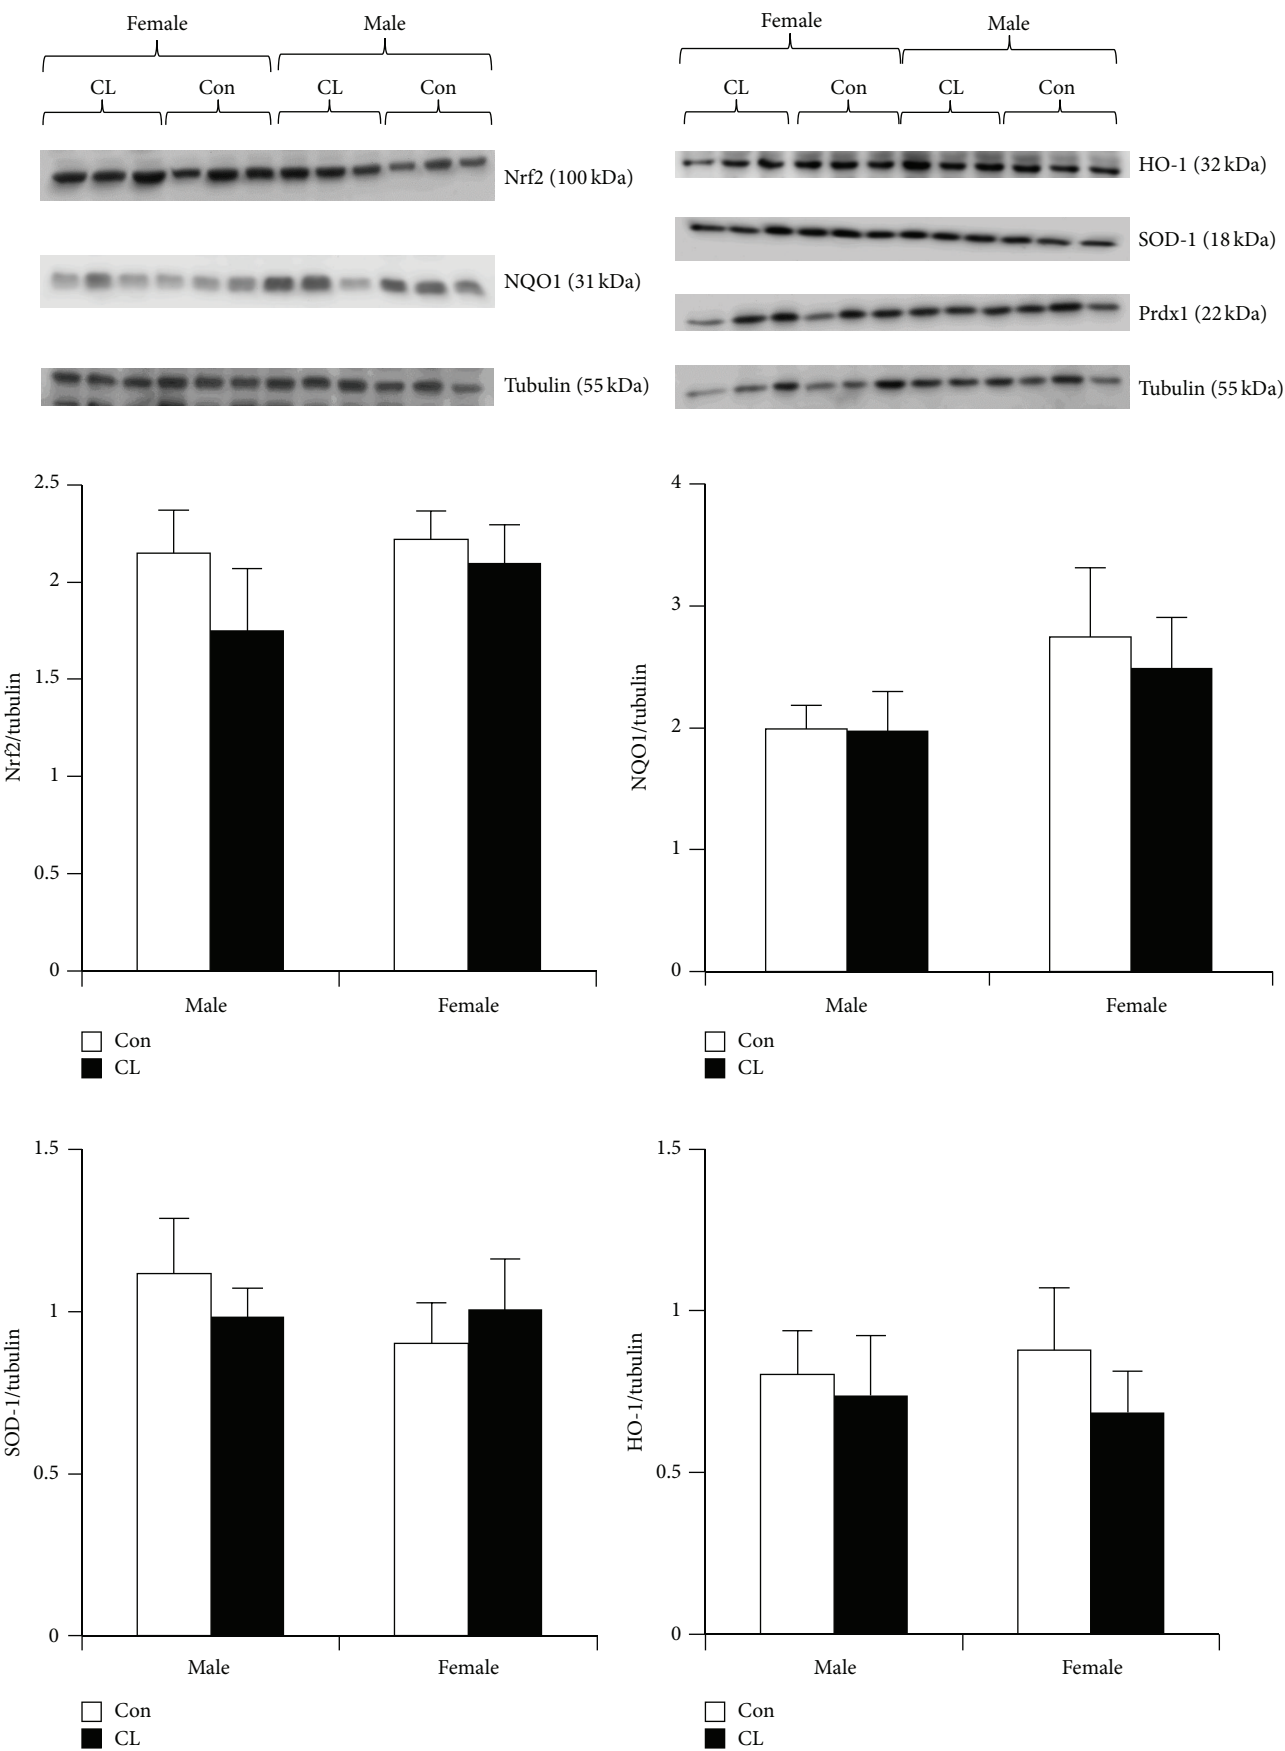 Female Male
CL Con CL Con
Nrf2 (100 kDa)
NQO1 (31 kDa)
Tubulin (55 kDa)
Female Male
CL Con CL Con
HO-1 (32 kDa)
SOD-1 (18 kDa)
Prdx1 (22 kDa)
Tubulin (55 kDa)
2.5
2
1.5
1
0.5
0
Nrf2/tubulin
Male Female
Con
CL
4
3
2
1
0
NQO1/tubulin
Male Female
Con
CL
1.5
1
0.5
0
SOD-1/tubulin
Male Female
Con
CL
1.5
1
0.5
0
HO-1/tubulin
Male Female
Con
CL